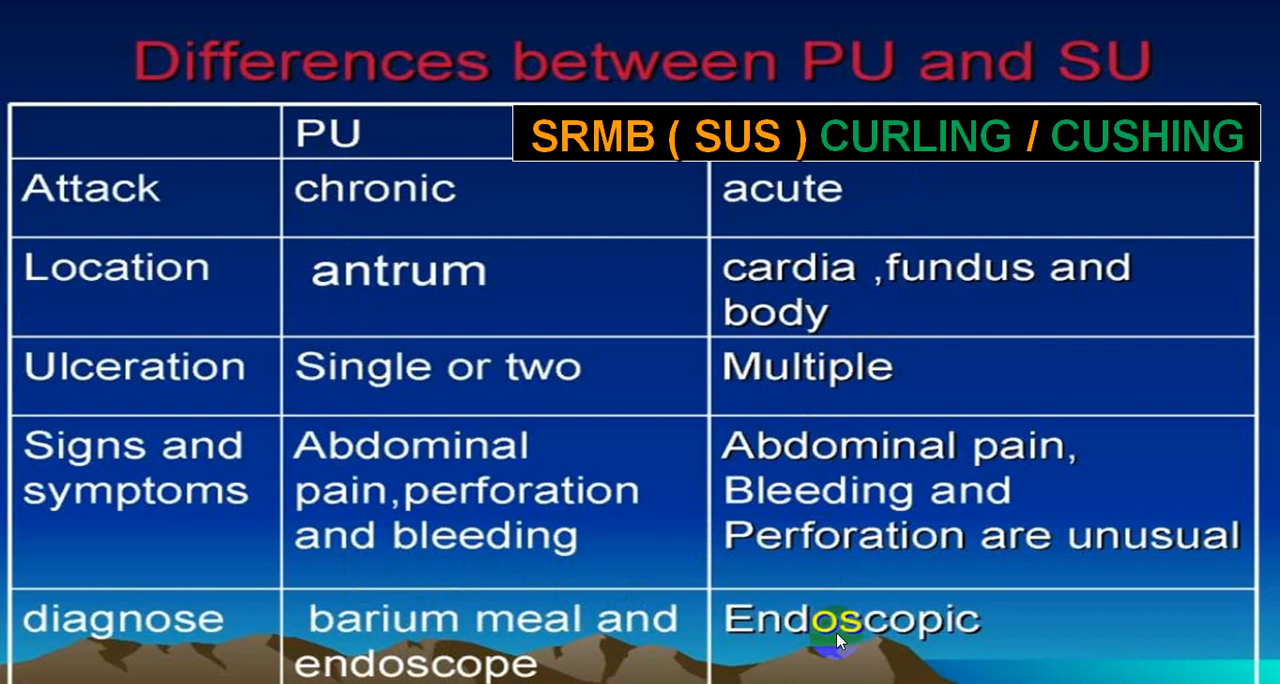 Differences between PU and SU
PU
SRMB ( SUS ) CURLING / CUSHING
Attack
chronic
acute
Location
antrum
cardia ,fundus and
body
Ulceration
Single or two
Multiple
Signs and
symptoms
Abdominal
pain,perforation
and bleeding
Abdominal pain,
Bleeding and
Perforation are unusual
diagnose
barium meal and
endoscope
Endoscopic